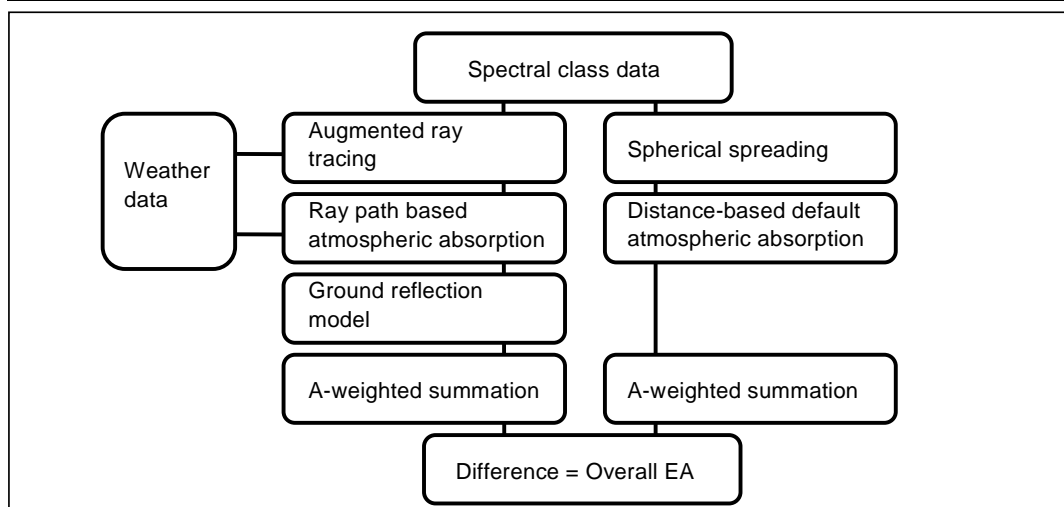 Spectral class data
Weather
data
Augmented ray
tracing
Ray path based
atmospheric absorption
Ground reflection
model
A-weighted summation
Spherical spreading
Distance-based default
atmospheric absorption
A-weighted summation
Difference = Overall EA